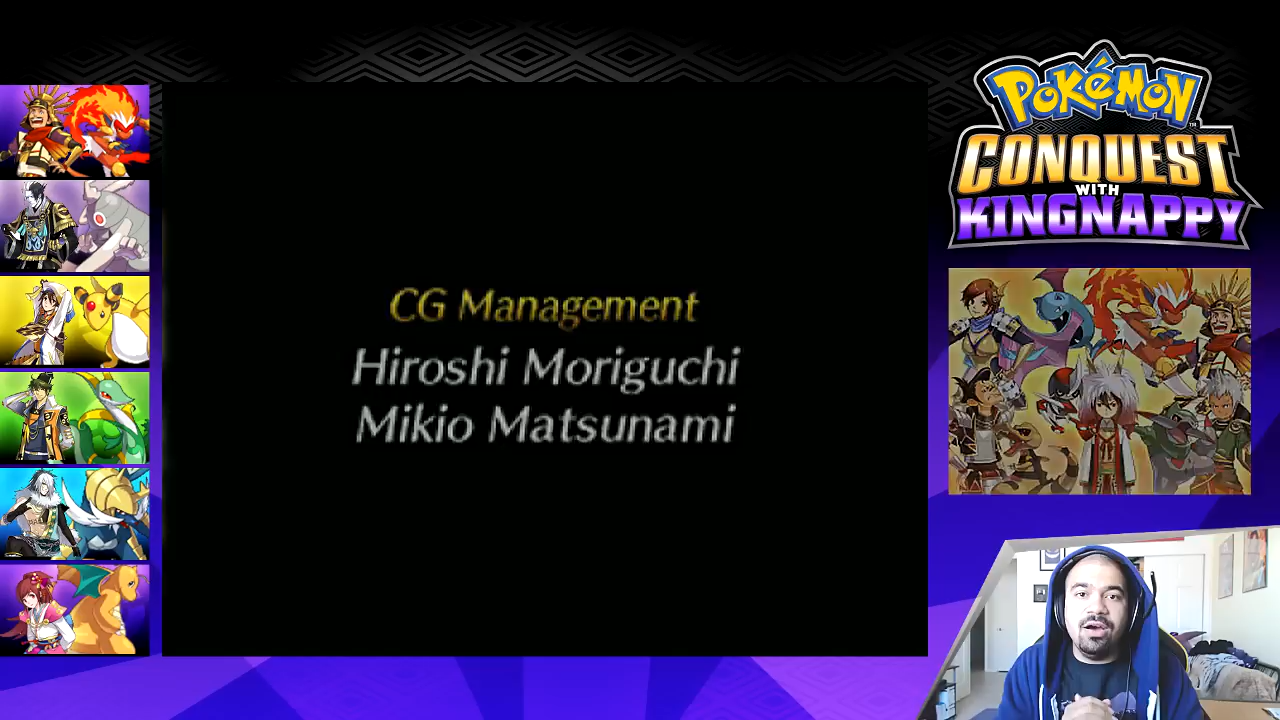 CG Management
Hiroshi Moriguchi
Mikio Matsunami
POKÉMON
CONQUEST
WITH
KINGNAPPY